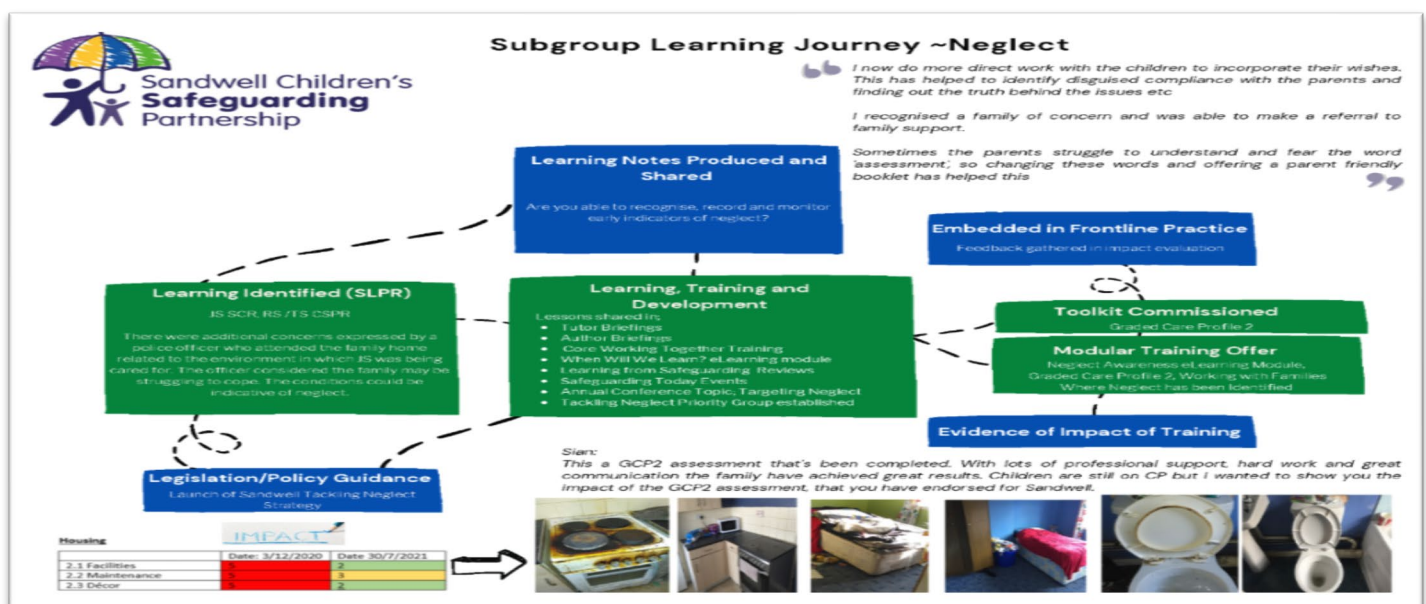 Sandwell Children's
Safeguarding
Partnership
Subgroup Learning Journey ~Neglect
I now do more direct work with the children to incorporate their wishes.
This has helped to identify disguised compliance with the parents and
finding out the truth behind the issues etc
I recognised a family of concern and was able to make a referral to
family support.
Sometimes the parents struggle to understand and fear the word
'assessment', so changing these words and offering a parent friendly
booklet has helped this
Learning Notes Produced and
Shared
Are you able to recognise, record and monitor
early indicators of neglect?
Embedded in Frontline Practice
Feedback gathered in impact evaluation
Learning Identified (SLPR)
JS SCR, RS /TS CSPR
There were additional concerns expressed by a
police officer who attended the family home
related to the environment in which JS was being
cared for. The officer considered the family may be
struggling to cope. The conditions could be
indicative of neglect.
Learning, Training and
Development
Lessons shared in;
• Tutor Briefings
• Author Briefings
• Core Working Together Training
• When Will We Learn? eLearning module
• Learning from Safeguarding Reviews
• Safeguarding Today Events
• Annual Conference Topic; Targeting Neglect
• Tackling Neglect Priority Group established
Toolkit Commissioned
Graded Care Profile 2
Modular Training Offer
Neglect Awareness eLearning Module,
Graded Care Profile 2, Working with Families
Where Neglect has been Identified
Evidence of Impact of Training
Legislation/Policy Guidance
Launch of Sandwell Tackling Neglect
Strategy
Sian:
This a GCP2 assessment that's been completed. With lots of professional support, hard work and great
communication the family have achieved great results. Children are still on CP but I wanted to show you the
impact of the GCP2 assessment, that you have endorsed for Sandwell.
IMPACT
Housing
Date: 3/12/2020 Date 30/7/2021
2.1 Facilities 5 2
2.2 Maintenance 5 3
2.3 Décor 5 2